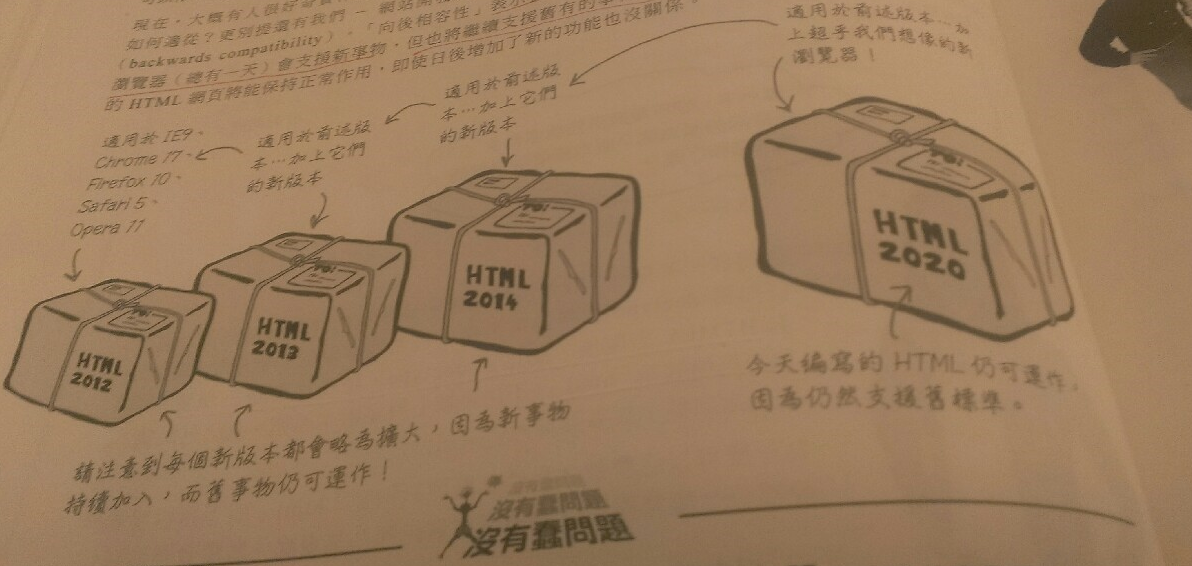 現在，大概有人很好奇
如何適從？更別提還有我們 — 網站開
（backwards compatibility），「向後相容性」表示
瀏覽器（總有一天）會支援新事物，但也將繼續支援舊有的事
的 HTML 網頁將能保持正常作用，即使日後增加了新的功能也沒關係。
適用於 IE9、
Chrome 17、
Firefox 10、
Safari 5、
Opera 11
適用於前述版
本…加上它們
的新版本
適用於前述版
本…加上它們
的新版本
適用於前述版本…加
上超乎我們想像的新
瀏覽器！
HTML
2012
HTML
2013
HTML
2014
HTML
2020
今天編寫的 HTML 仍可運作，
因為仍然支援舊標準。
請注意到每個新版本都會略為擴大，因為新事物
持續加入，而舊事物仍可運作！
沒有蠢問題
沒有蠢問題
沒有蠢問題